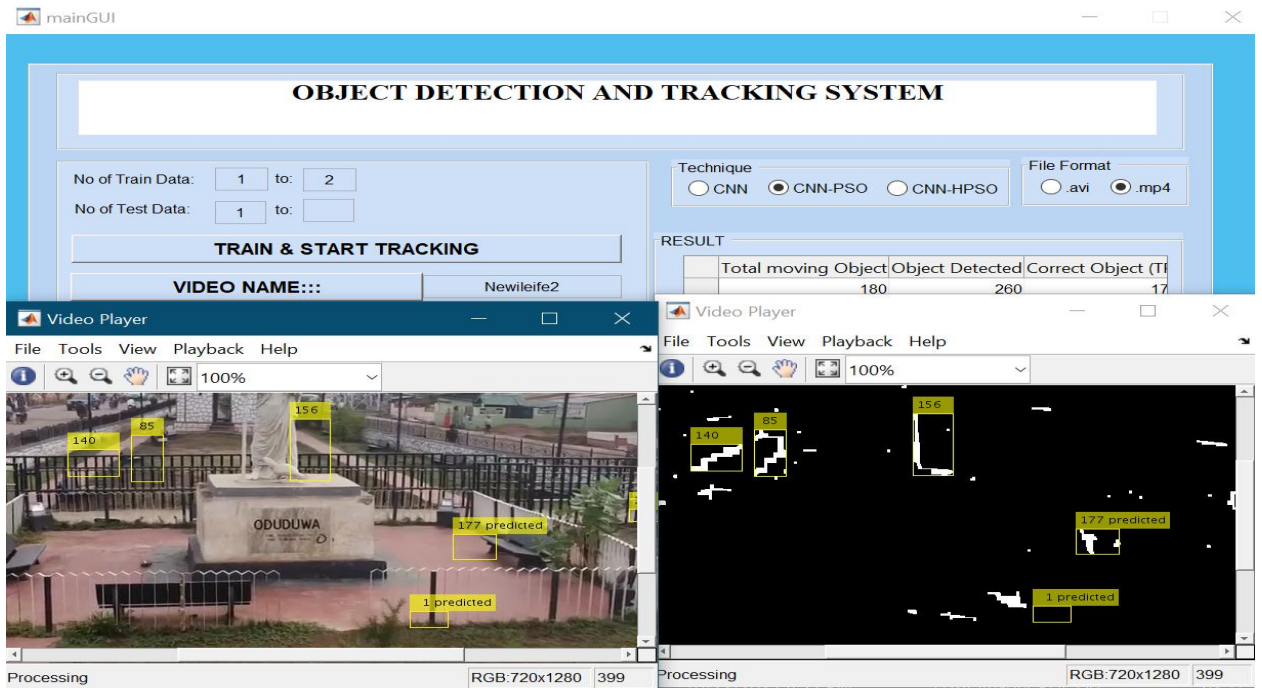 mainGUI
OBJECT DETECTION AND TRACKING SYSTEM
No of Train Data: 1 to: 2
No of Test Data: 1 to:
TRAIN & START TRACKING
VIDEO NAME::: Newileife2
Technique
CNN CNN-PSO CNN-HPSO
File Format
.avi .mp4
RESULT
Total moving Object Object Detected Correct Object (TF
180 260 17
Video Player
File Tools View Playback Help
100%
156
85
140
ODUDUWA
177 predicted
1 predicted
Processing RGB:720x1280 399
Video Player
File Tools View Playback Help
100%
156
85
140
177 predicted
1 predicted
Processing RGB:720x1280 399